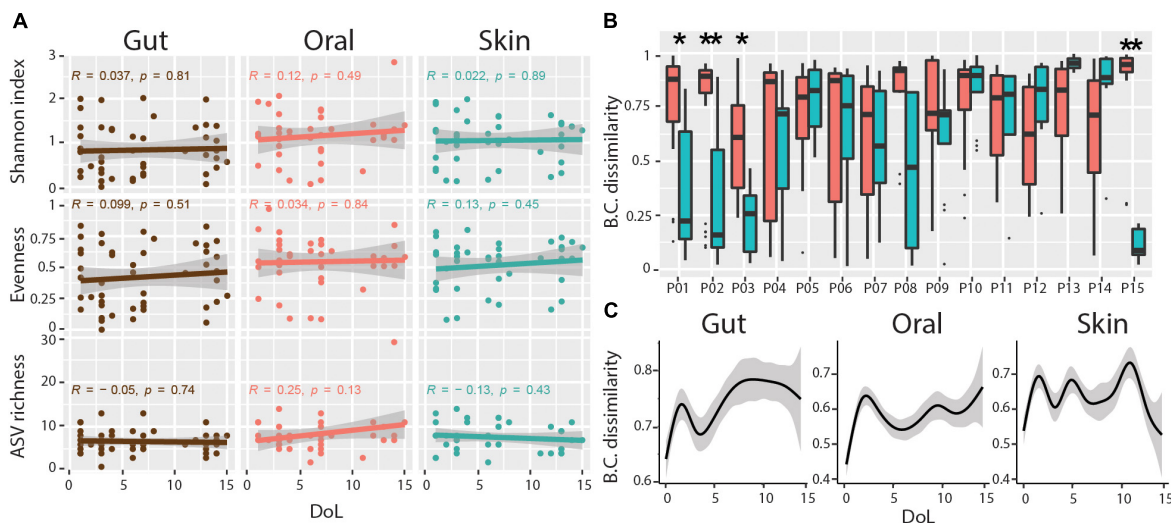 A
Gut Oral Skin
Shannon index
3
2
1
0
R = 0.037, p = 0.81
R = 0.12, p = 0.49
R = 0.022, p = 0.89
Evenness
1
0.75
0.5
0.25
0
R = 0.099, p = 0.51
R = 0.034, p = 0.84
R = 0.13, p = 0.45
ASV richness
30
20
10
0
R = − 0.05, p = 0.74
R = 0.25, p = 0.13
R = − 0.13, p = 0.43
0 5 10 15 0 5 10 15 0 5 10 15
DoL
B
B.C. dissimilarity
* ** * **
1
0.75
0.5
0.25
0
P01 P02 P03 P04 P05 P06 P07 P08 P09 P10 P11 P12 P13 P14 P15
C
Gut Oral Skin
B.C. dissimilarity
0.8
0.7
0.6
0.7
0.6
0.5
0.4
0.7
0.6
0.4
0 5 10 15 0 5 10 15 0 5 10 15
DoL